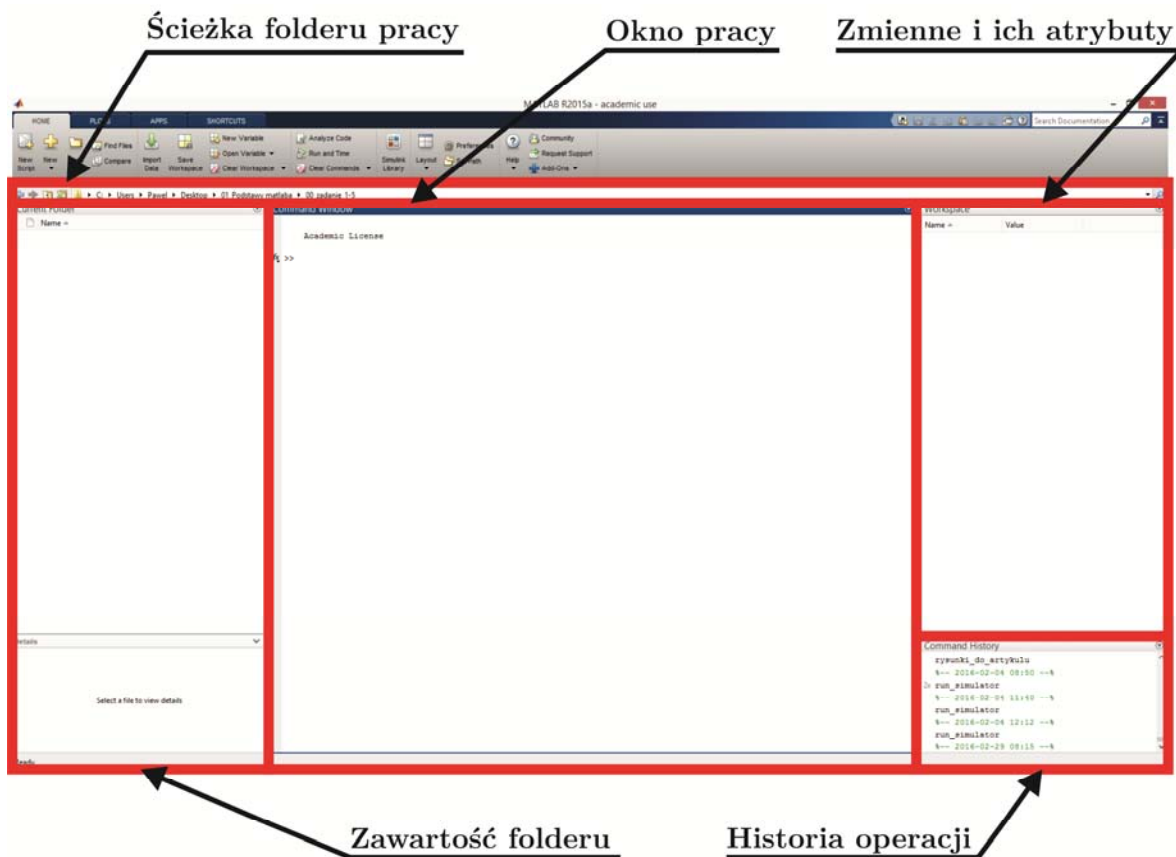 Ścieżka folderu pracy
Okno pracy
Zmienne i ich atrybuty
R2015a - academic use
HOME
APPS
SHORTCUTS
Search Documentation
New Script
New
Find Files
Compare
Import Data
Save Workspace
New Variable
Open Variable
Clear Workspace
Analyze Code
Run and Time
Clear Commands
Simulink Library
Layout
Preferences
Help
Community
Request Support
Add-Ons
C: Users Pawel Desktop 01 Podstawy matlaba 00 zadanie 1-5
Current Folder
Name
Command Window
Academic License
>>
Workspace
Name Value
Details
Select a file to view details
Ready
Command History
rysunki_do_artykulu
%-- 2016-02-04 08:50 --%
run_simulator
%-- 2016-02-04 11:40 --%
run_simulator
%-- 2016-02-04 12:12 --%
run_simulator
%-- 2016-02-29 08:15 --%
Zawartość folderu
Historia operacji